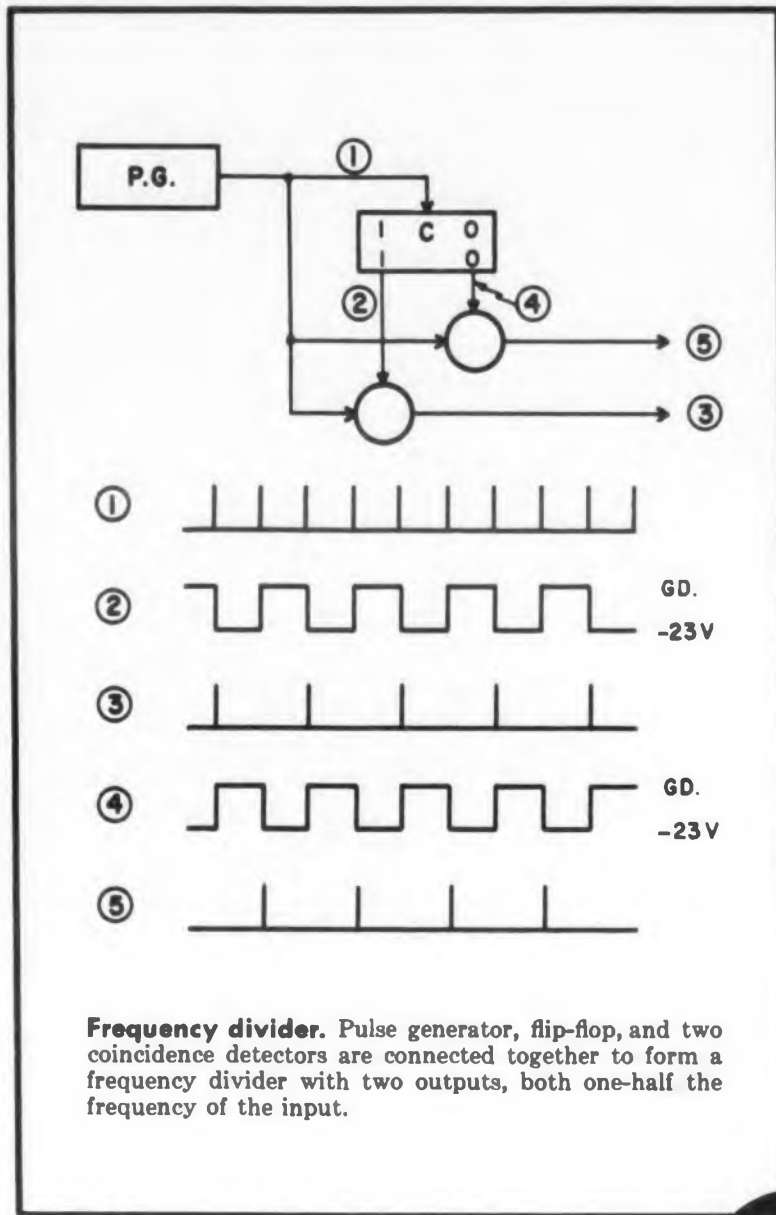 ①
P.G.
1 C 0
1 0
② ④
⑤
③
①
② GD.
-23V
③
④ GD.
-23V
⑤
Frequency divider. Pulse generator, flip-flop, and two
coincidence detectors are connected together to form a
frequency divider with two outputs, both one-half the
frequency of the input.